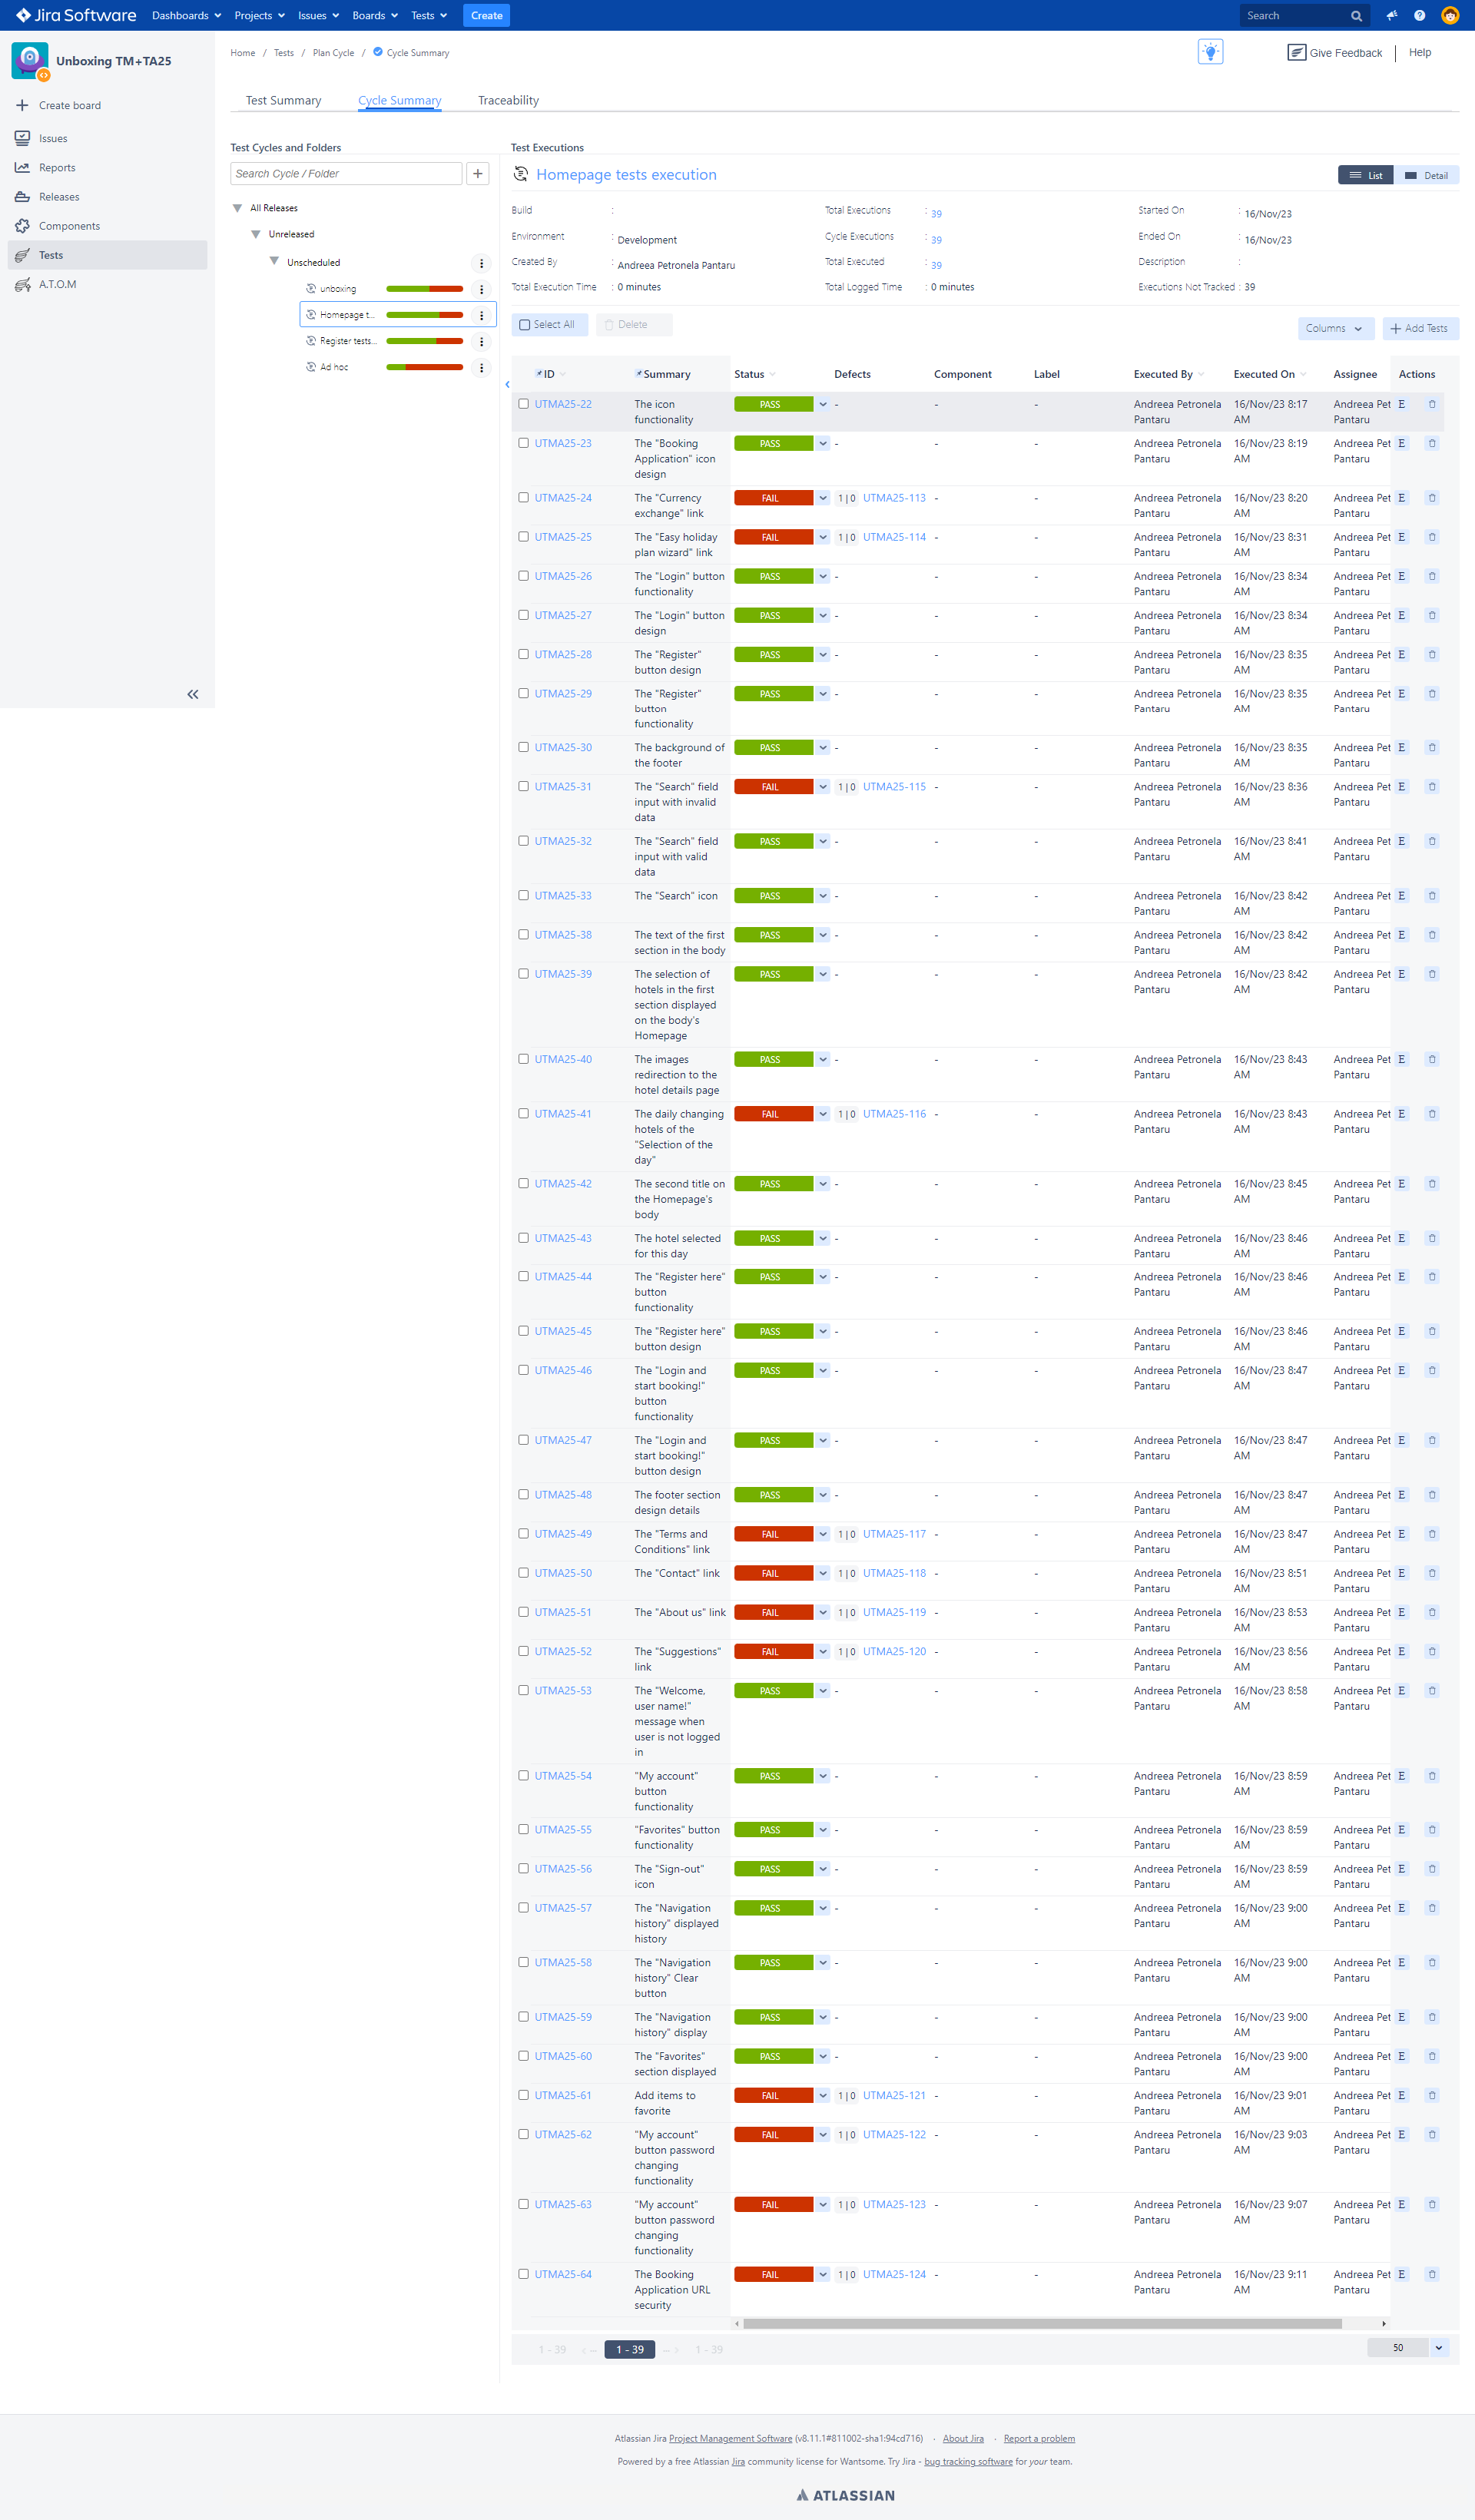 Jira Software Dashboards Projects Issues Boards Tests Create Search
Unboxing TM+TA25
Create board
Issues
Reports
Releases
Components
Tests
A.T.O.M
Home / Tests / Plan Cycle / Cycle Summary
Give Feedback Help
Test Summary Cycle Summary Traceability
Test Cycles and Folders
Search Cycle / Folder
All Releases
Unreleased
Unscheduled
unboxing
Homepage t...
Register tests...
Ad hoc
Test Executions
Homepage tests execution
List Detail
Build : Total Executions : 39 Started On : 16/Nov/23
Environment : Development Cycle Executions : 39 Ended On : 16/Nov/23
Created By : Andreea Petronela Pantaru Total Executed : 39 Description :
Total Execution Time : 0 minutes Total Logged Time : 0 minutes Executions Not Tracked : 39
Select All Delete Columns Add Tests
ID Summary Status Defects Component Label Executed By Executed On Assignee Actions
UTMA25-22 The icon PASS - - - Andreea Petronela 16/Nov/23 8:17 Andreea Pet E
functionality Pantaru AM Pantaru
UTMA25-23 The "Booking PASS - - - Andreea Petronela 16/Nov/23 8:19 Andreea Pet E
Application" icon Pantaru AM Pantaru
design
UTMA25-24 The "Currency FAIL 1|0 UTMA25-113 - - Andreea Petronela 16/Nov/23 8:20 Andreea Pet E
exchange" link Pantaru AM Pantaru
UTMA25-25 The "Easy holiday FAIL 1|0 UTMA25-114 - - Andreea Petronela 16/Nov/23 8:31 Andreea Pet E
plan wizard" link Pantaru AM Pantaru
UTMA25-26 The "Login" button PASS - - - Andreea Petronela 16/Nov/23 8:34 Andreea Pet E
functionality Pantaru AM Pantaru
UTMA25-27 The "Login" button PASS - - - Andreea Petronela 16/Nov/23 8:34 Andreea Pet E
design Pantaru AM Pantaru
UTMA25-28 The "Register" PASS - - - Andreea Petronela 16/Nov/23 8:35 Andreea Pet E
button design Pantaru AM Pantaru
UTMA25-29 The "Register" PASS - - - Andreea Petronela 16/Nov/23 8:35 Andreea Pet E
button Pantaru AM Pantaru
functionality
UTMA25-30 The background of PASS - - - Andreea Petronela 16/Nov/23 8:35 Andreea Pet E
the footer Pantaru AM Pantaru
UTMA25-31 The "Search" field FAIL 1|0 UTMA25-115 - - Andreea Petronela 16/Nov/23 8:36 Andreea Pet E
input with invalid Pantaru AM Pantaru
data
UTMA25-32 The "Search" field PASS - - - Andreea Petronela 16/Nov/23 8:41 Andreea Pet E
input with valid Pantaru AM Pantaru
data
UTMA25-33 The "Search" icon PASS - - - Andreea Petronela 16/Nov/23 8:42 Andreea Pet E
Pantaru AM Pantaru
UTMA25-38 The text of the first PASS - - - Andreea Petronela 16/Nov/23 8:42 Andreea Pet E
section in the body Pantaru AM Pantaru
UTMA25-39 The selection of PASS - - - Andreea Petronela 16/Nov/23 8:42 Andreea Pet E
hotels in the first Pantaru AM Pantaru
section displayed
on the body's
Homepage
UTMA25-40 The images PASS - - - Andreea Petronela 16/Nov/23 8:43 Andreea Pet E
redirection to the Pantaru AM Pantaru
hotel details page
UTMA25-41 The daily changing FAIL 1|0 UTMA25-116 - - Andreea Petronela 16/Nov/23 8:43 Andreea Pet E
hotels of the Pantaru AM Pantaru
"Selection of the
day"
UTMA25-42 The second title on PASS - - - Andreea Petronela 16/Nov/23 8:45 Andreea Pet E
the Homepage's Pantaru AM Pantaru
body
UTMA25-43 The hotel selected PASS - - - Andreea Petronela 16/Nov/23 8:46 Andreea Pet E
for this day Pantaru AM Pantaru
UTMA25-44 The "Register here" PASS - - - Andreea Petronela 16/Nov/23 8:46 Andreea Pet E
button Pantaru AM Pantaru
functionality
UTMA25-45 The "Register here" PASS - - - Andreea Petronela 16/Nov/23 8:46 Andreea Pet E
button design Pantaru AM Pantaru
UTMA25-46 The "Login and PASS - - - Andreea Petronela 16/Nov/23 8:47 Andreea Pet E
start booking!" Pantaru AM Pantaru
button
functionality
UTMA25-47 The "Login and PASS - - - Andreea Petronela 16/Nov/23 8:47 Andreea Pet E
start booking!" Pantaru AM Pantaru
button design
UTMA25-48 The footer section PASS - - - Andreea Petronela 16/Nov/23 8:47 Andreea Pet E
design details Pantaru AM Pantaru
UTMA25-49 The "Terms and FAIL 1|0 UTMA25-117 - - Andreea Petronela 16/Nov/23 8:47 Andreea Pet E
Conditions" link Pantaru AM Pantaru
UTMA25-50 The "Contact" link FAIL 1|0 UTMA25-118 - - Andreea Petronela 16/Nov/23 8:51 Andreea Pet E
Pantaru AM Pantaru
UTMA25-51 The "About us" link FAIL 1|0 UTMA25-119 - - Andreea Petronela 16/Nov/23 8:53 Andreea Pet E
Pantaru AM Pantaru
UTMA25-52 The "Suggestions" FAIL 1|0 UTMA25-120 - - Andreea Petronela 16/Nov/23 8:56 Andreea Pet E
link Pantaru AM Pantaru
UTMA25-53 The "Welcome, PASS - - - Andreea Petronela 16/Nov/23 8:58 Andreea Pet E
user name!" Pantaru AM Pantaru
message when
user is not logged
in
UTMA25-54 "My account" PASS - - - Andreea Petronela 16/Nov/23 8:59 Andreea Pet E
button Pantaru AM Pantaru
functionality
UTMA25-55 "Favorites" button PASS - - - Andreea Petronela 16/Nov/23 8:59 Andreea Pet E
functionality Pantaru AM Pantaru
UTMA25-56 The "Sign-out" PASS - - - Andreea Petronela 16/Nov/23 8:59 Andreea Pet E
icon Pantaru AM Pantaru
UTMA25-57 The "Navigation PASS - - - Andreea Petronela 16/Nov/23 9:00 Andreea Pet E
history" displayed Pantaru AM Pantaru
history
UTMA25-58 The "Navigation PASS - - - Andreea Petronela 16/Nov/23 9:00 Andreea Pet E
history" Clear Pantaru AM Pantaru
button
UTMA25-59 The "Navigation PASS - - - Andreea Petronela 16/Nov/23 9:00 Andreea Pet E
history" display Pantaru AM Pantaru
UTMA25-60 The "Favorites" PASS - - - Andreea Petronela 16/Nov/23 9:00 Andreea Pet E
section displayed Pantaru AM Pantaru
UTMA25-61 Add items to FAIL 1|0 UTMA25-121 - - Andreea Petronela 16/Nov/23 9:01 Andreea Pet E
favorite Pantaru AM Pantaru
UTMA25-62 "My account" FAIL 1|0 UTMA25-122 - - Andreea Petronela 16/Nov/23 9:03 Andreea Pet E
button password Pantaru AM Pantaru
changing
functionality
UTMA25-63 "My account" FAIL 1|0 UTMA25-123 - - Andreea Petronela 16/Nov/23 9:07 Andreea Pet E
button password Pantaru AM Pantaru
changing
functionality
UTMA25-64 The Booking FAIL 1|0 UTMA25-124 - - Andreea Petronela 16/Nov/23 9:11 Andreea Pet E
Application URL Pantaru AM Pantaru
security
1 - 39 1 - 39 1 - 39 50
Atlassian Jira Project Management Software (v8.11.1#811002-sha1:94cd716) · About Jira · Report a problem
Powered by a free Atlassian Jira community license for Wantsome. Try Jira - bug tracking software for your team.
ATLASSIAN